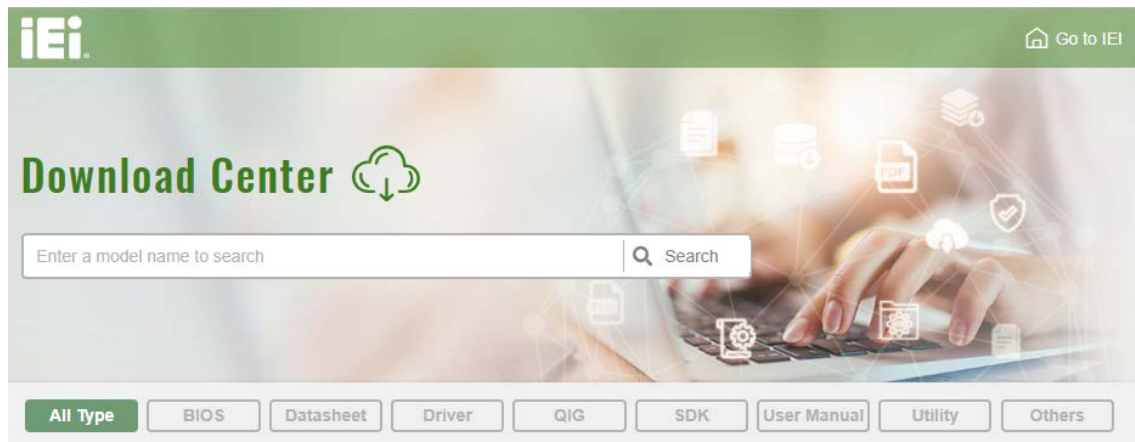 iEi.
Go to IEI
Download Center
Enter a model name to search
Search
PDF
PDF
All Type
BIOS
Datasheet
Driver
QIG
SDK
User Manual
Utility
Others